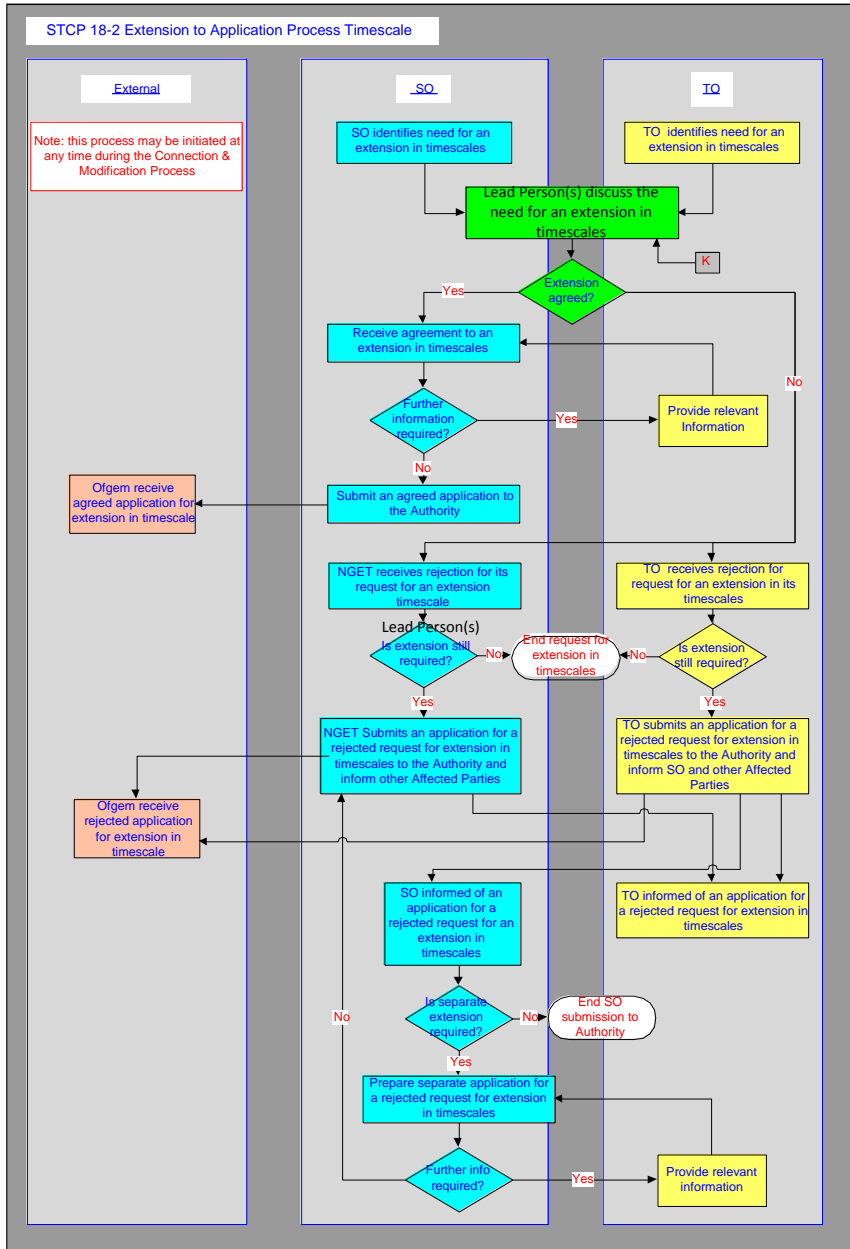 STCP 18-2 Extension to Application Process Timescale
External
SO
TO
Note: this process may be initiated at
any time during the Connection &
Modification Process
SO identifies need for an
extension in timescales
TO identifies need for an
extension in timescales
Lead Person(s) discuss the
need for an extension in
timescales
K
Extension
agreed?
Yes
No
Receive agreement to an
extension in timescales
Further
information
required?
Yes
Provide relevant
Information
No
Submit an agreed application to
the Authority
Ofgem receive
agreed application for
extension in timescale
NGET receives rejection for its
request for an extension
timescale
TO receives rejection for
request for an extension in its
timescales
Lead Person(s)
Is extension still
required?
No
End request for
extension in
timescales
No
Is extension
still required?
Yes
Yes
NGET Submits an application for a
rejected request for extension in
timescales to the Authority and
inform other Affected
Parties
TO submits an application for a
rejected request for extension in
timescales to the Authority and
inform SO and other Affected
Parties
Ofgem receive
rejected application
for extension in
timescale
SO informed of an
application for a
rejected request for an
extension in
timescales
TO informed of an application for
a rejected request for extension in
timescales
Is separate
extension
required?
No
End SO
submission to
Authority
No
Yes
Prepare separate application for
a rejected request for extension
in timescales
Further info
required?
Yes
Provide relevant
information